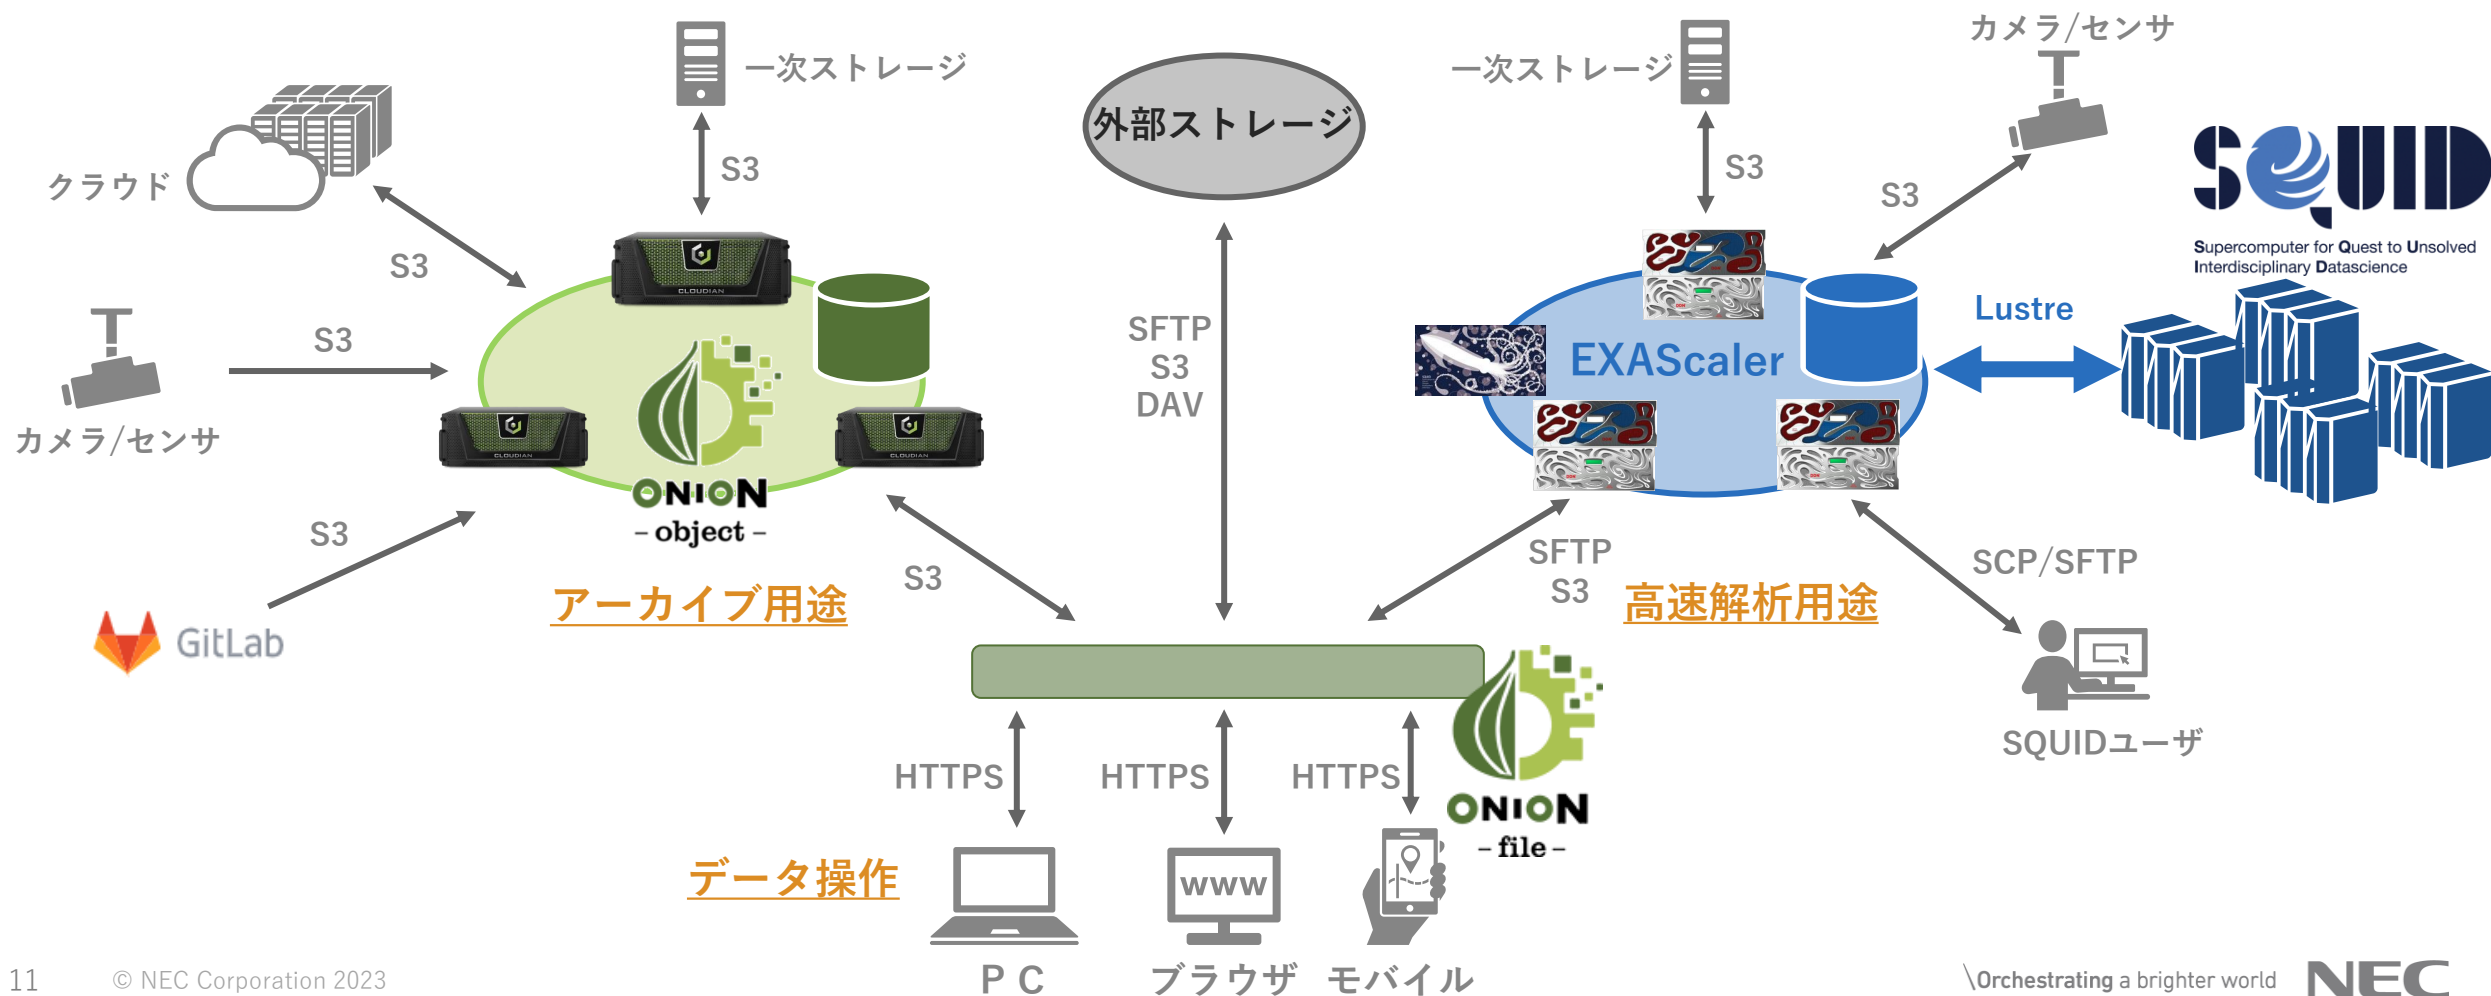 カメラ/センサ
一次ストレージ
一次ストレージ
外部ストレージ
クラウド
S3
S3
S3
S3
SQUID
Supercomputer for Quest to Unsolved
Interdisciplinary Datascience
CLOUDIAN
S3
Lustre
SFTP
S3
DAV
EXAScaler
カメラ/センサ
CLOUDIAN
CLOUDIAN
ONION
– object –
S3
S3
SFTP
S3
SCP/SFTP
アーカイブ用途
高速解析用途
GitLab
SQUIDユーザ
HTTPS
HTTPS
HTTPS
ONION
– file –
データ操作
www
ＰＣ
ブラウザ
モバイル
11
© NEC Corporation 2023
\Orchestrating a brighter world
NEC